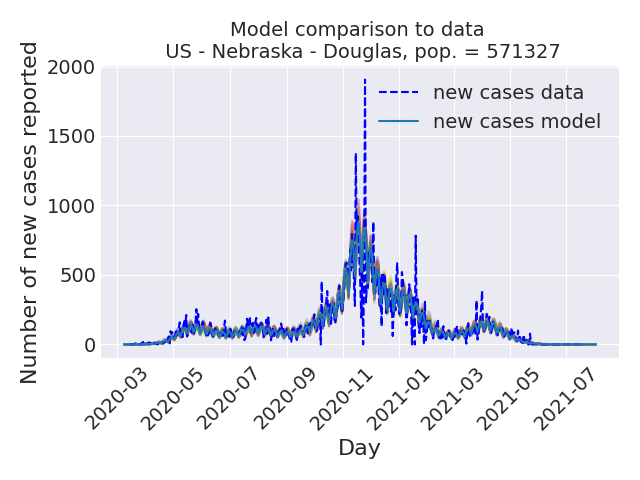 Model comparison to data
US - Nebraska - Douglas, pop. = 571327
Number of new cases reported
2000
1500
1000
500
0
new cases data
new cases model
2020-03
2020-05
2020-07
2020-09
2020-11
2021-01
2021-03
2021-05
2021-07
Day